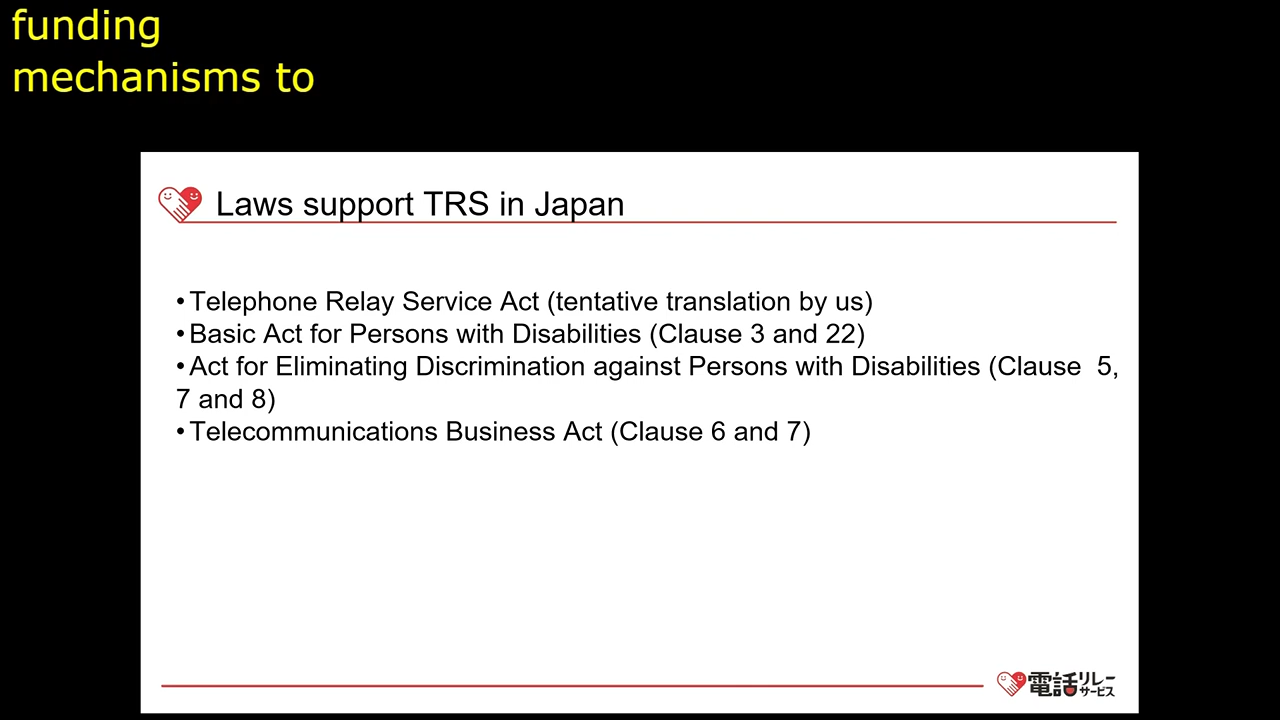 funding
mechanisms to
Laws support TRS in Japan
•Telephone Relay Service Act (tentative translation by us)
•Basic Act for Persons with Disabilities (Clause 3 and 22)
•Act for Eliminating Discrimination against Persons with Disabilities (Clause  5,
7 and 8)
•Telecommunications Business Act (Clause 6 and 7)
電話リレーサービス